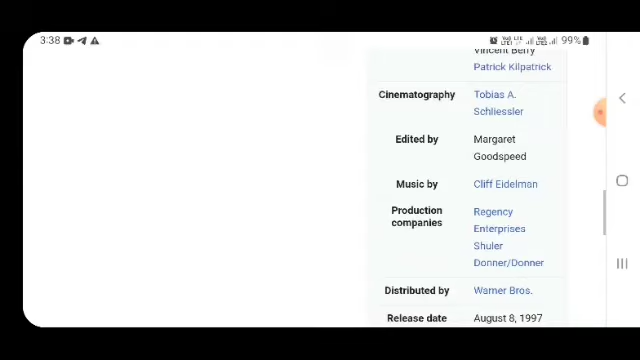 3:38
99%
Vincent Berry
Patrick Kilpatrick
Cinematography
Tobias A.
Schliessler
Edited by
Margaret
Goodspeed
Music by
Cliff Eidelman
Production
companies
Regency
Enterprises
Shuler
Donner/Donner
Distributed by
Warner Bros.
Release date
August 8, 1997